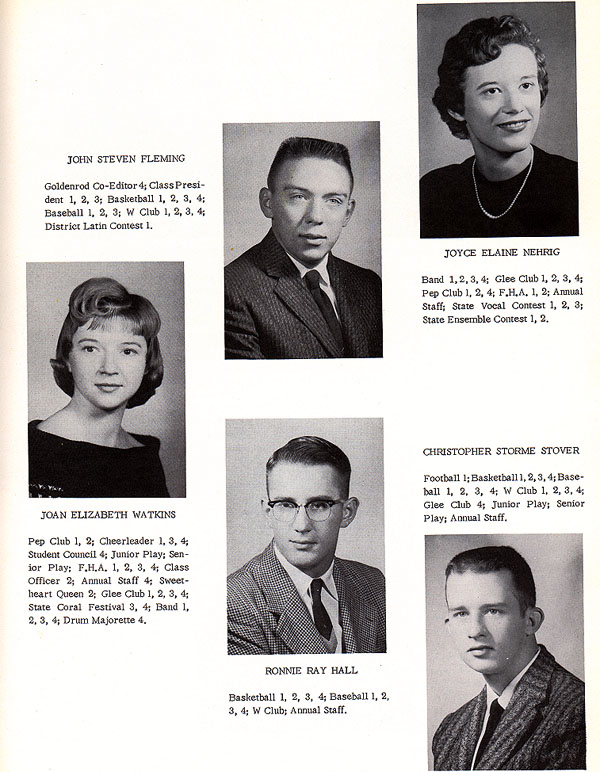 JOHN STEVEN FLEMING
Goldenrod Co-Editor 4; Class Presi-
dent 1, 2, 3; Basketball 1, 2, 3, 4;
Baseball 1, 2, 3; W Club 1, 2, 3, 4;
District Latin Contest 1.
JOYCE ELAINE NEHRIG
Band 1, 2, 3, 4; Glee Club 1, 2, 3, 4;
Pep Club 1, 2, 4; F.H.A. 1, 2; Annual
Staff; State Vocal Contest 1, 2, 3;
State Ensemble Contest 1, 2.
JOAN ELIZABETH WATKINS
Pep Club 1, 2; Cheerleader 1, 3, 4;
Student Council 4; Junior Play; Sen-
ior Play; F.H.A. 1, 2, 3, 4; Class
Officer 2; Annual Staff 4; Sweet-
heart Queen 2; Glee Club 1, 2, 3, 4;
State Coral Festival 3, 4; Band 1,
2, 3, 4; Drum Majorette 4.
RONNIE RAY HALL
Basketball 1, 2, 3, 4; Baseball 1, 2,
3, 4; W Club; Annual Staff.
CHRISTOPHER STORME STOVER
Football 1; Basketball 1, 2, 3, 4; Base-
ball 1, 2, 3, 4; W Club 1, 2, 3, 4;
Glee Club 4; Junior Play; Senior
Play; Annual Staff.